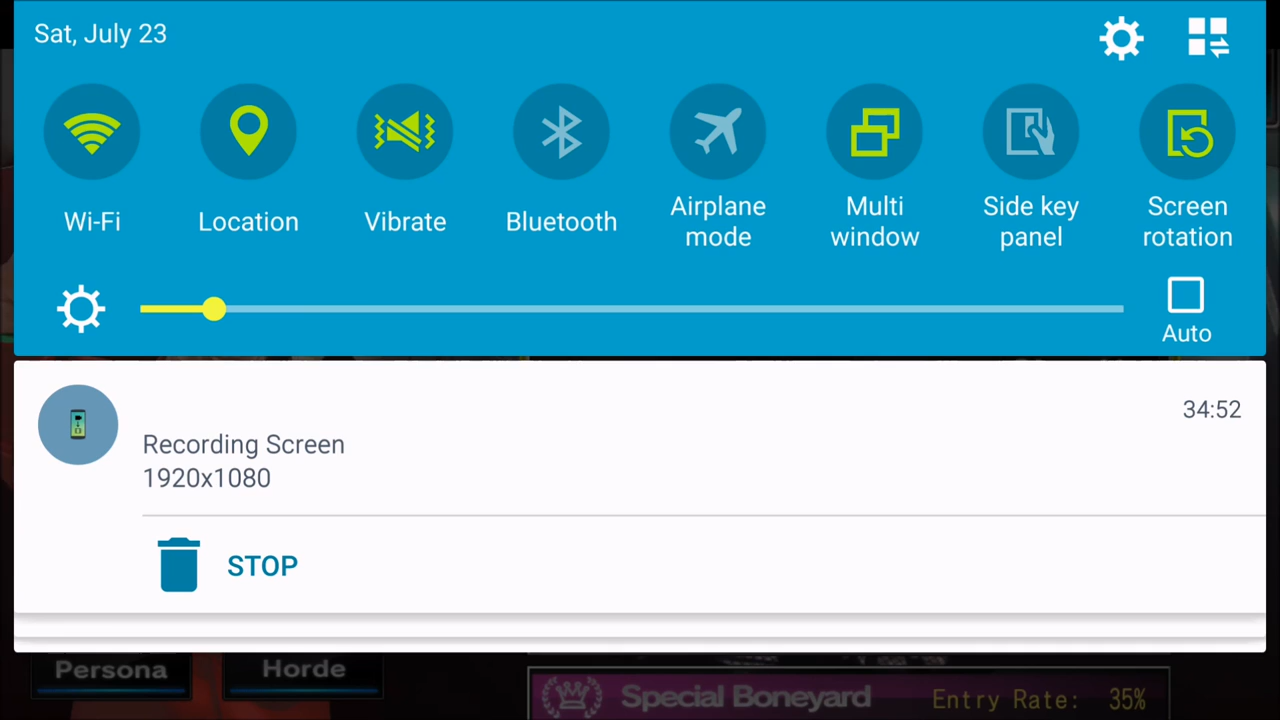 Sat, July 23
Wi-Fi
Location
Vibrate
Bluetooth
Airplane
mode
Multi
window
Side key
panel
Screen
rotation
Auto
34:52
Recording Screen
1920x1080
STOP
Persona
Horde
Special Boneyard
Entry Rate: 35%